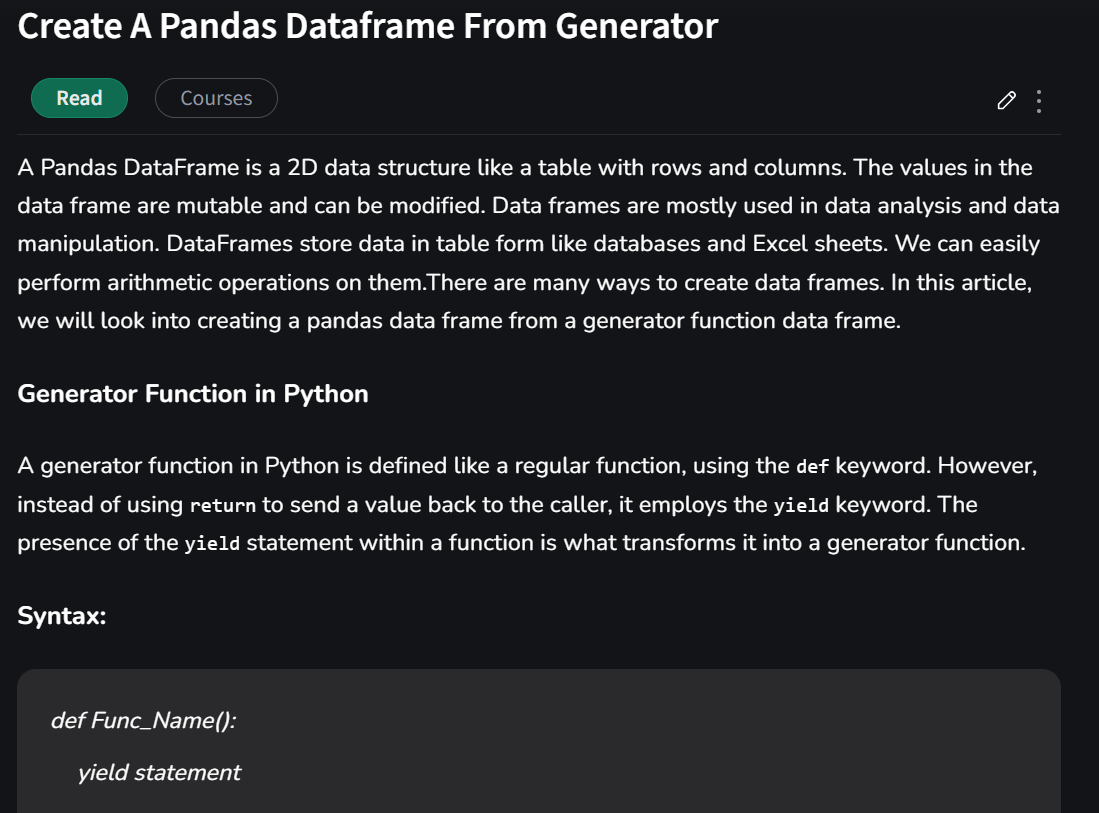 Create A Pandas Dataframe From Generator
Read
Courses
A Pandas DataFrame is a 2D data structure like a table with rows and columns. The values in the
data frame are mutable and can be modified. Data frames are mostly used in data analysis and data
manipulation. DataFrames store data in table form like databases and Excel sheets. We can easily
perform arithmetic operations on them.There are many ways to create data frames. In this article,
we will look into creating a pandas data frame from a generator function data frame.
Generator Function in Python
A generator function in Python is defined like a regular function, using the def keyword. However,
instead of using return to send a value back to the caller, it employs the yield keyword. The
presence of the yield statement within a function is what transforms it into a generator function.
Syntax:
def Func_Name():
yield statement